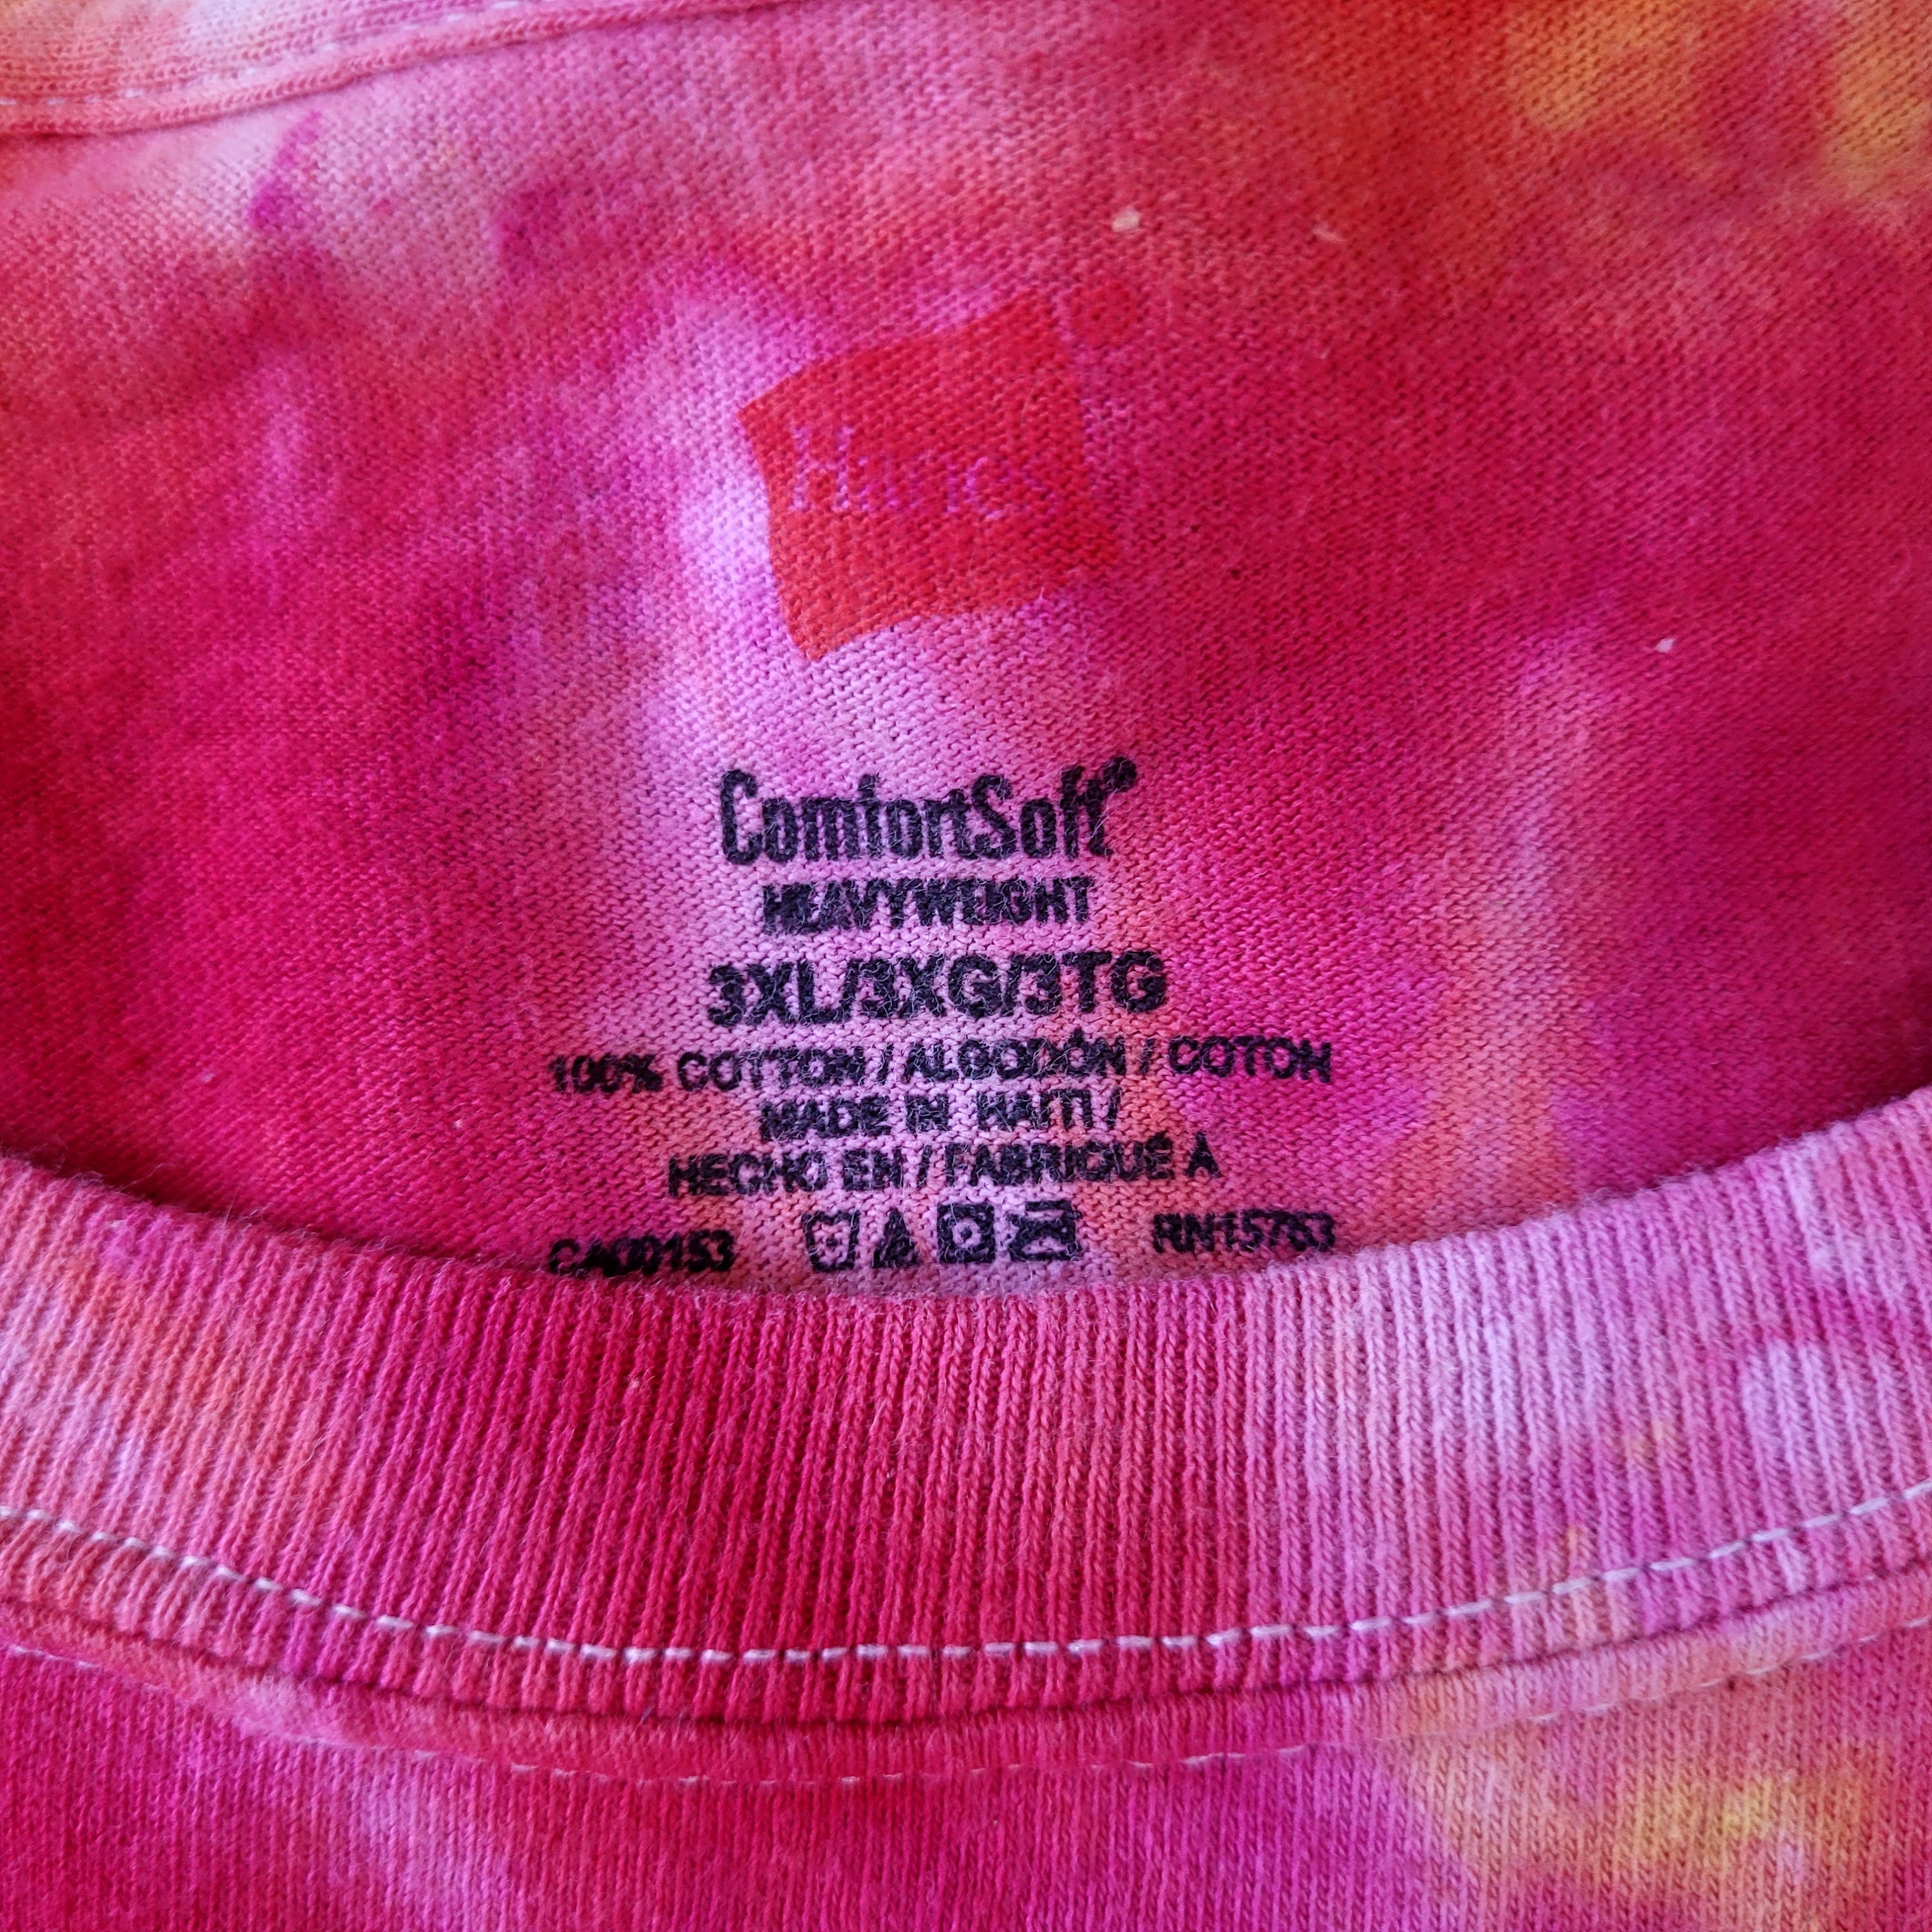 Hanes
ComfortSoft®
HEAVYWEIGHT
3XL/3XG/3TG
100% COTTON / ALGODÓN / COTON
MADE IN HAITI /
HECHO EN / FABRIQUÉ À
CA00153 RN15763